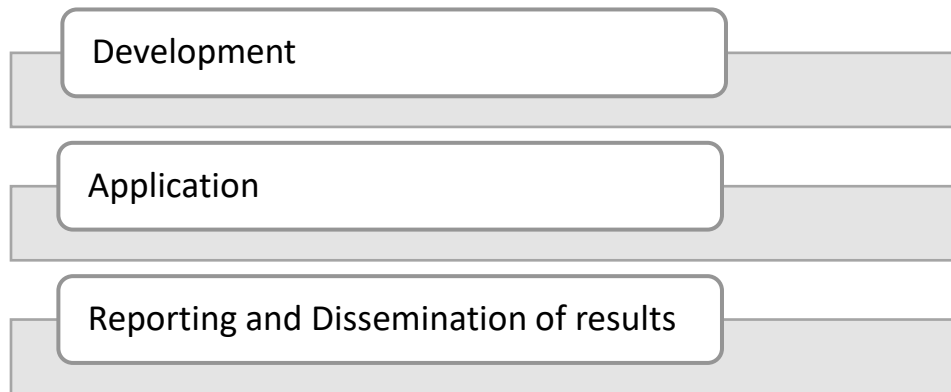 Development
Application
Reporting and Dissemination of results